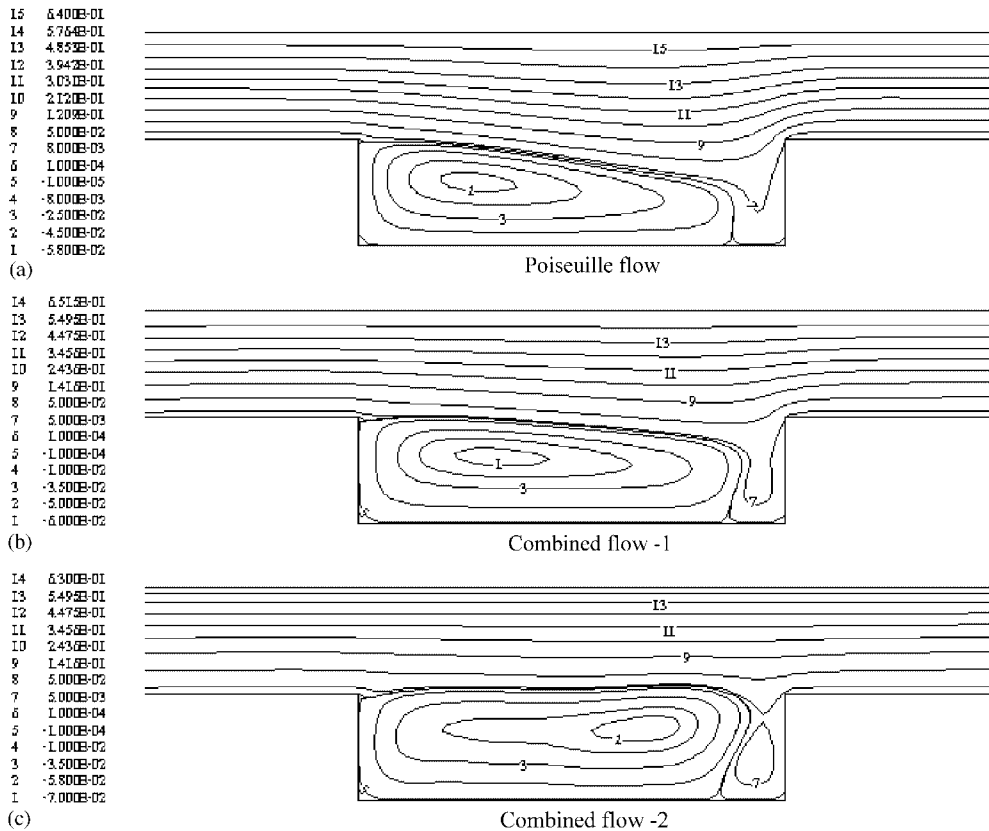 15 6.400E-01
14 5.764E-01
13 4.853E-01
12 3.942E-01
11 3.031E-01
10 2.120E-01
9 1.209E-01
8 5.000E-02
7 8.000E-03
6 1.000E-04
5 -1.000E-05
4 -8.000E-03
3 -2.500E-02
2 -4.500E-02
1 -5.800E-02
15
13
11
9
7
1
3
(a)
Poiseuille flow
14 6.515E-01
13 5.495E-01
12 4.475E-01
11 3.456E-01
10 2.436E-01
9 1.416E-01
8 5.000E-02
7 5.000E-03
6 1.000E-04
5 -1.000E-04
4 -1.000E-02
3 -3.500E-02
2 -5.000E-02
1 -6.000E-02
13
11
9
1
3
7
(b)
Combined flow -1
14 6.300E-01
13 5.495E-01
12 4.475E-01
11 3.456E-01
10 2.436E-01
9 1.416E-01
8 5.000E-02
7 5.000E-03
6 1.000E-04
5 -1.000E-04
4 -1.000E-02
3 -3.500E-02
2 -5.800E-02
1 -7.000E-02
13
11
9
1
3
7
(c)
Combined flow -2